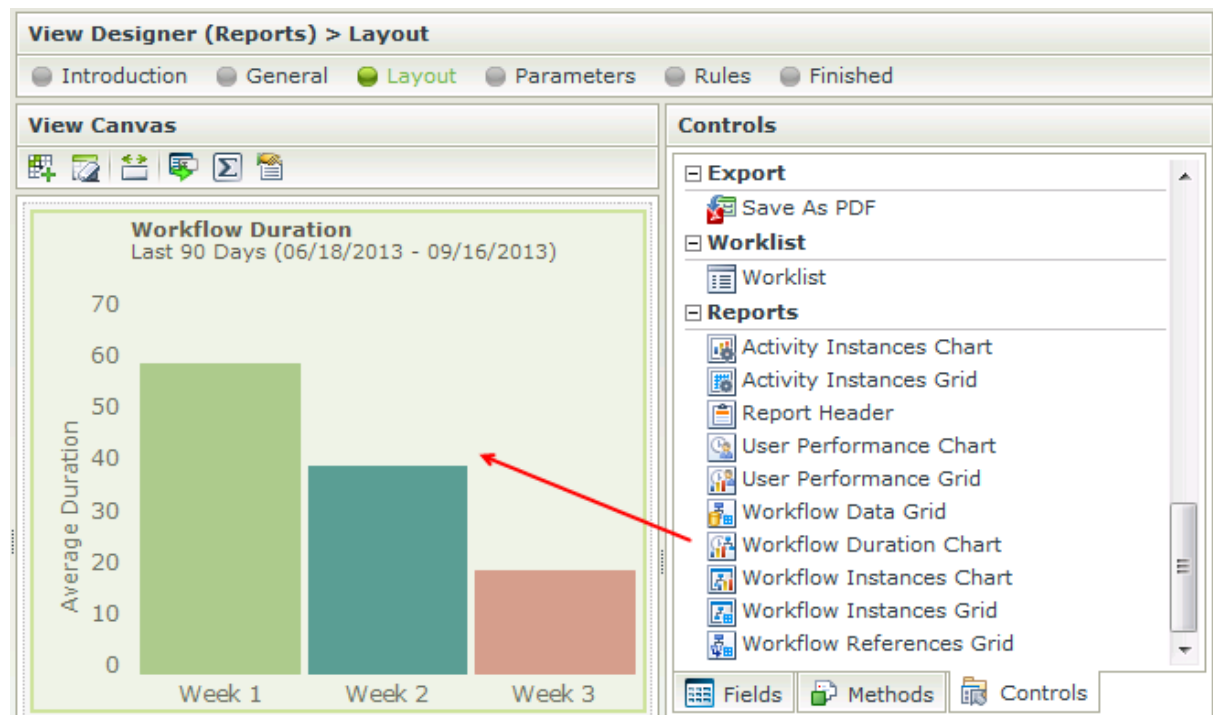 View Designer (Reports) > Layout
Introduction General Layout Parameters Rules Finished
View Canvas
Workflow Duration
Last 90 Days (06/18/2013 - 09/16/2013)
70
60
50
40
30
20
10
0
Average Duration
Week 1 Week 2 Week 3
Controls
Export
Save As PDF
Worklist
Worklist
Reports
Activity Instances Chart
Activity Instances Grid
Report Header
User Performance Chart
User Performance Grid
Workflow Data Grid
Workflow Duration Chart
Workflow Instances Chart
Workflow Instances Grid
Workflow References Grid
Fields Methods Controls